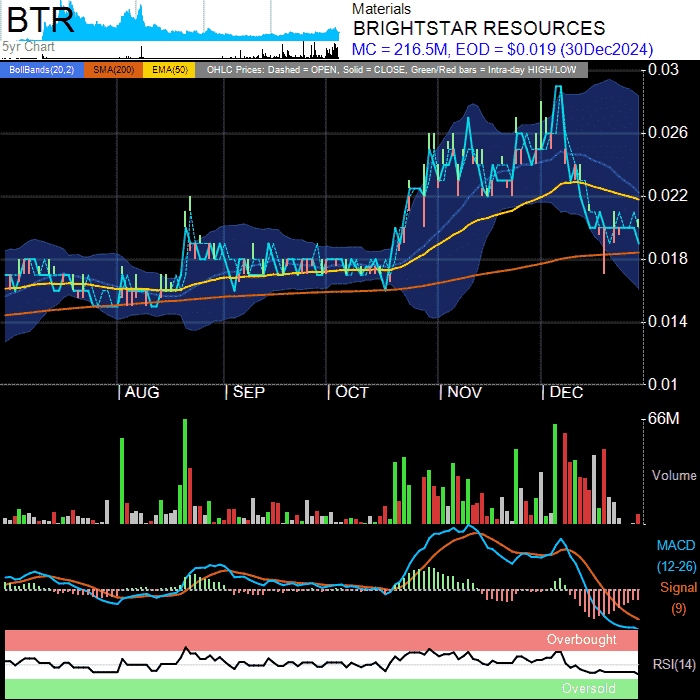 BTR
5yr Chart
Materials
BRIGHTSTAR RESOURCES
MC = 216.5M, EOD = $0.019 (30Dec2024)
BollBands(20,2) SMA(200) EMA(50) OHLC Prices: Dashed = OPEN, Solid = CLOSE, Green/Red bars = Intra-day HIGH/LOW
0.03
0.026
0.022
0.018
0.014
0.01
AUG SEP OCT NOV DEC
66M
Volume
MACD
(12-26)
Signal
(9)
Overbought
RSI(14)
Oversold